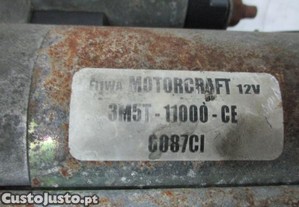 MOTORCRAFT 12V
3M5T-11000-CE
C087CI
CustoJusto.pt